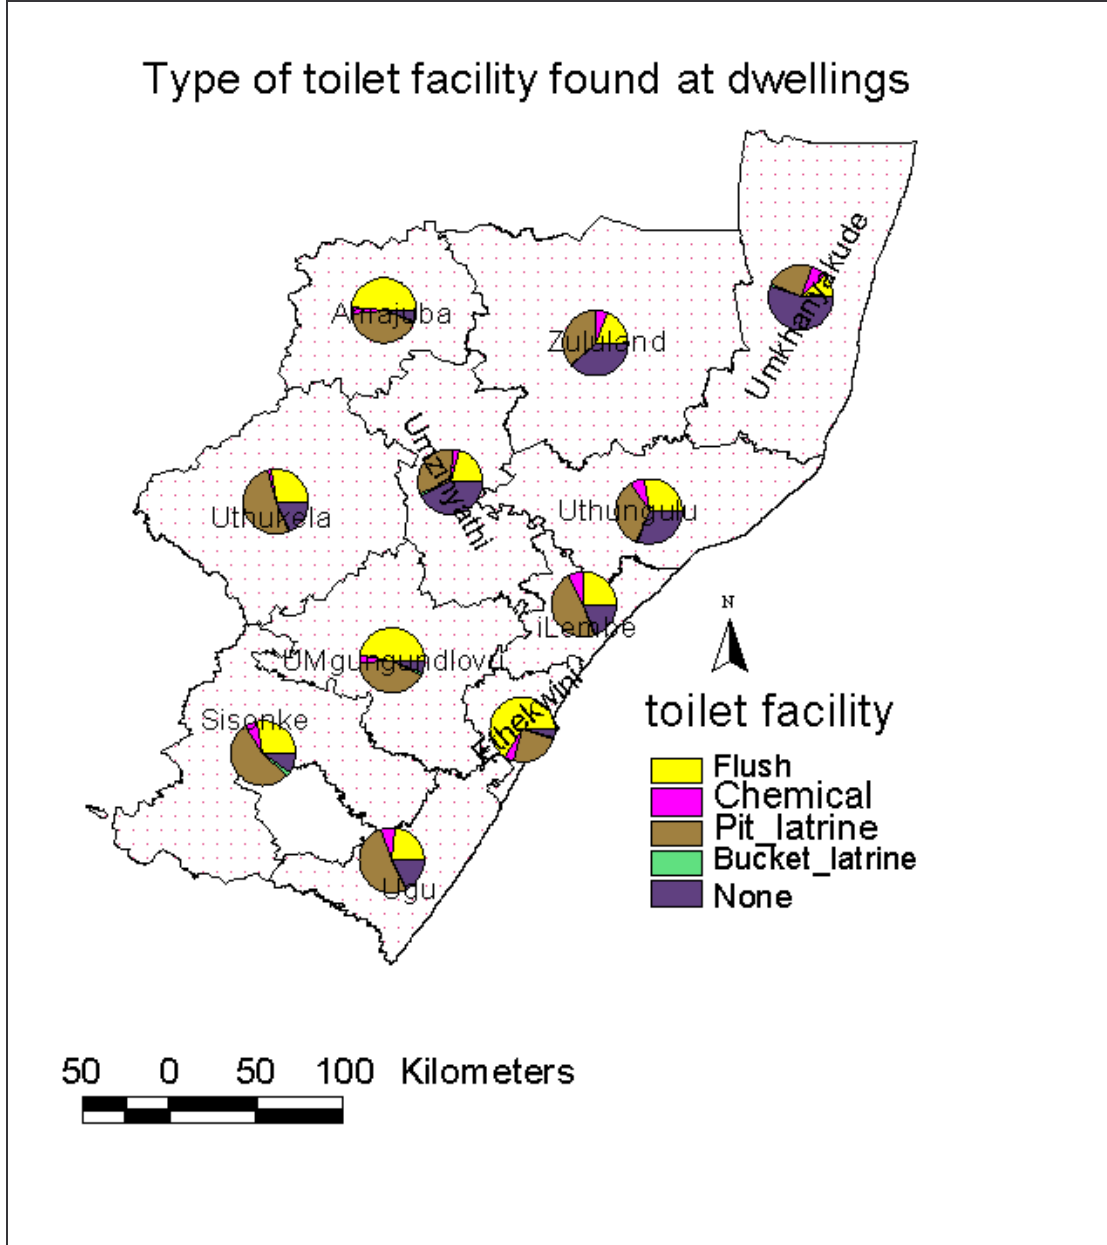 Type of toilet facility found at dwellings
Umkhanyakude
Amajuba
Zululand
Umzinyathi
Uthukela
Uthungulu
iLembe
UMgungundlovu
N
Ethekwini
Sisonke
toilet facility
Flush
Chemical
Pit_latrine
Bucket_latrine
None
Ugu
50 0 50 100 Kilometers